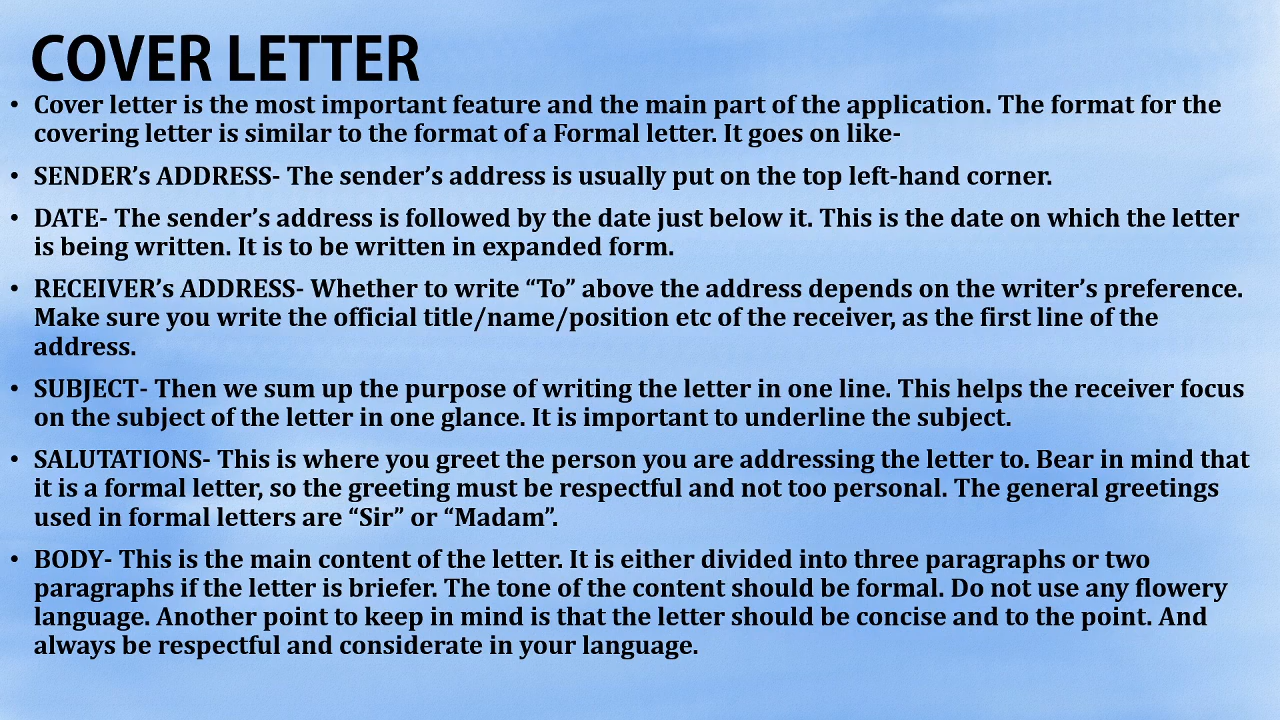 COVER LETTER
• Cover letter is the most important feature and the main part of the application. The format for the
covering letter is similar to the format of a Formal letter. It goes on like-
• SENDER’s ADDRESS- The sender’s address is usually put on the top left-hand corner.
• DATE- The sender’s address is followed by the date just below it. This is the date on which the letter
is being written. It is to be written in expanded form.
• RECEIVER’s ADDRESS- Whether to write “To” above the address depends on the writer’s preference.
Make sure you write the official title/name/position etc of the receiver, as the first line of the
address.
• SUBJECT- Then we sum up the purpose of writing the letter in one line. This helps the receiver focus
on the subject of the letter in one glance. It is important to underline the subject.
• SALUTATIONS- This is where you greet the person you are addressing the letter to. Bear in mind that
it is a formal letter, so the greeting must be respectful and not too personal. The general greetings
used in formal letters are “Sir” or “Madam”.
• BODY- This is the main content of the letter. It is either divided into three paragraphs or two
paragraphs if the letter is briefer. The tone of the content should be formal. Do not use any flowery
language. Another point to keep in mind is that the letter should be concise and to the point. And
always be respectful and considerate in your language.